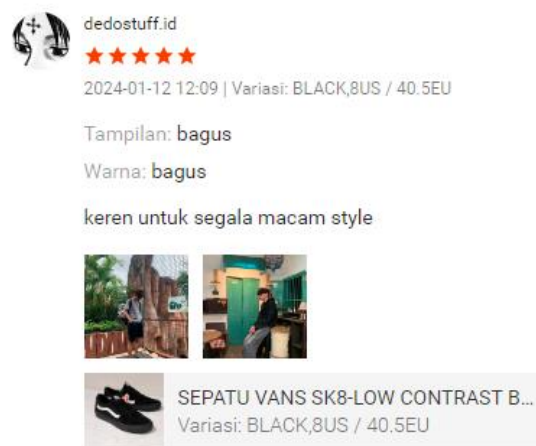 dedostuff.id
2024-01-12 12:09 | Variasi: BLACK,8US / 40.5EU
Tampilan: bagus
Warna: bagus
keren untuk segala macam style
SEPATU VANS SK8-LOW CONTRAST B...
Variasi: BLACK,8US / 40.5EU